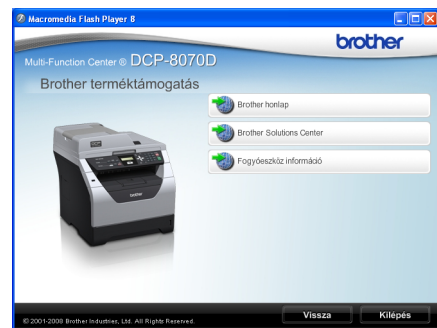 Macromedia Flash Player 8
brother
Multi-Function Center ® DCP-8070D
Brother terméktámogatás
Brother honlap
Brother Solutions Center
Fogyóeszköz információ
© 2001-2008 Brother Industries, Ltd. All Rights Reserved.
Vissza
Kilépés